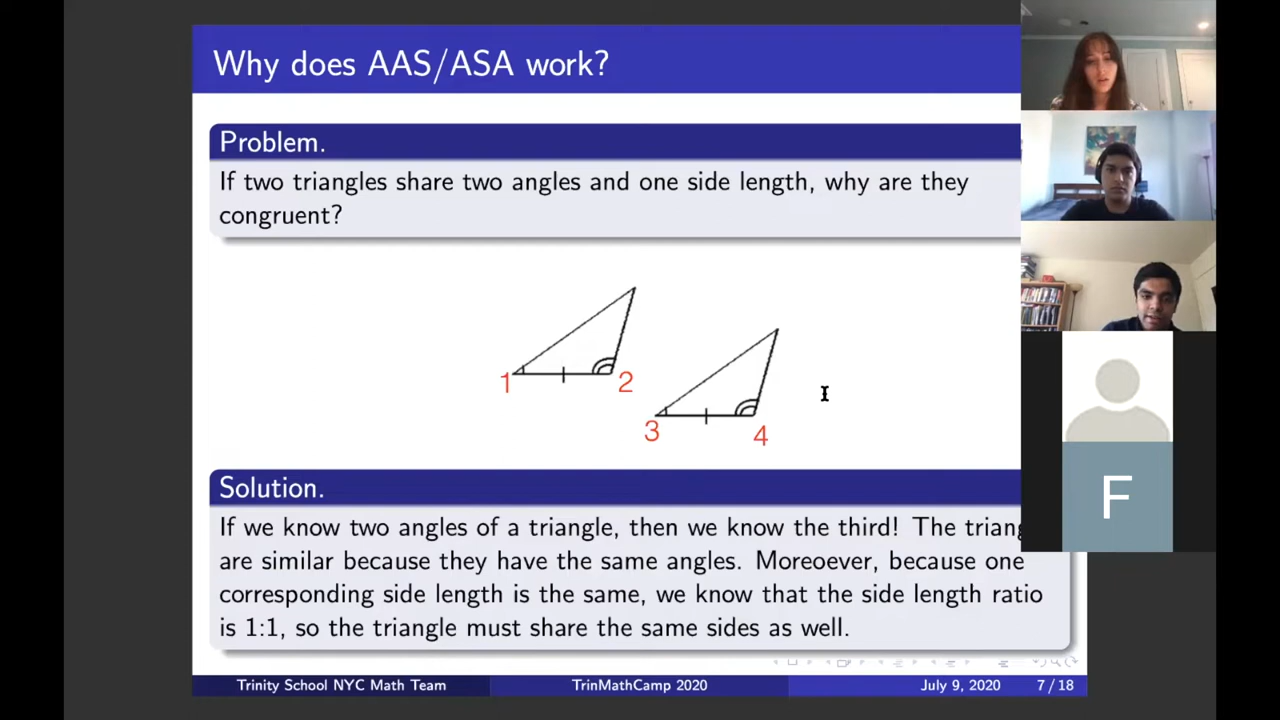 Why does AAS/ASA work?
Problem.
If two triangles share two angles and one side length, why are they
congruent?
1
2
3
4
Solution.
If we know two angles of a triangle, then we know the third! The
are similar because they have the same angles. Moreoever, because one
corresponding side length is the same, we know that the side length ratio
is 1:1, so the triangle must share the same sides as well.
F
Trinity School NYC Math Team
TrinMathCamp 2020
July 9, 2020
7 / 18